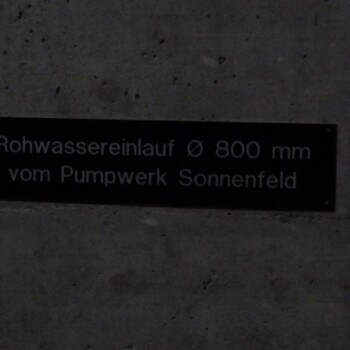 Rohwassereinlauf Ø 800 mm
vom Pumpwerk Sonnenfeld